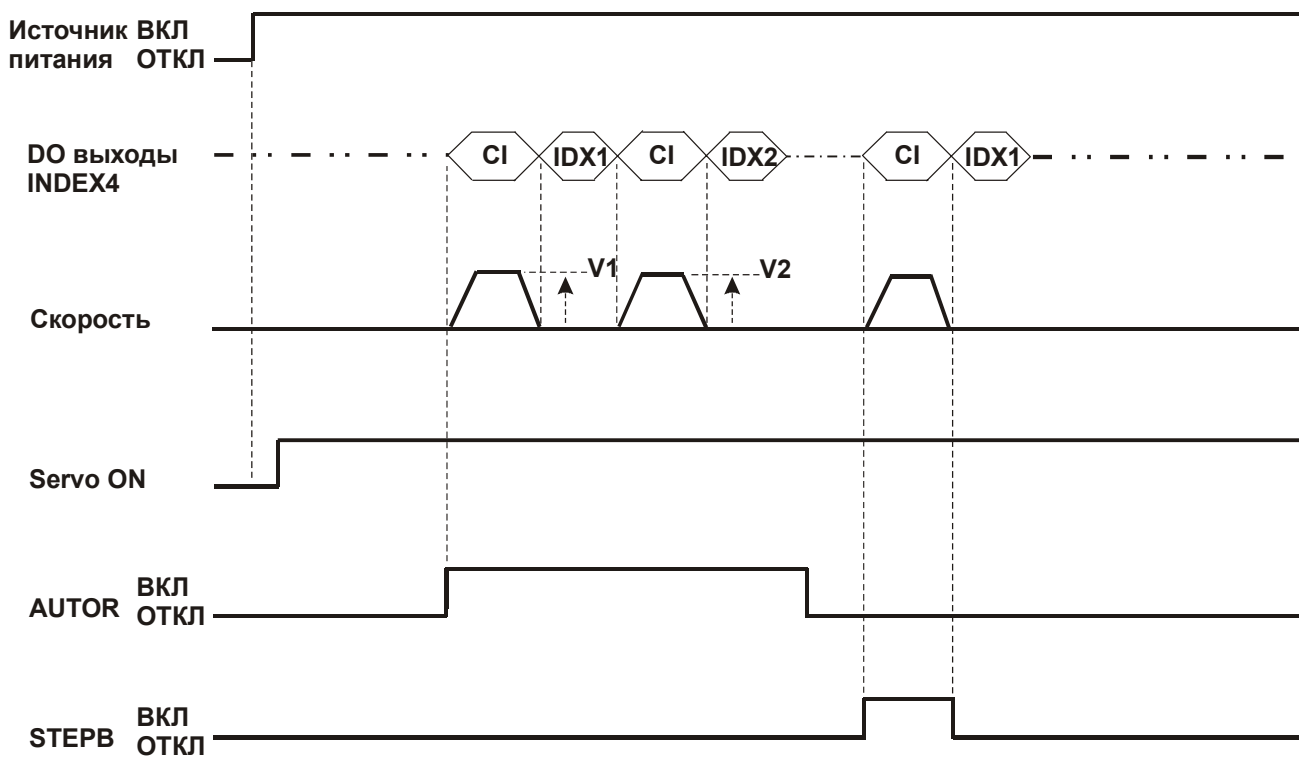 Источник ВКЛ
питания ОТКЛ
DO выходы
INDEX4
CI IDX1 CI IDX2 CI IDX1
V1 V2
Скорость
Servo ON
AUTOR ВКЛ
ОТКЛ
STEPB ВКЛ
ОТКЛ